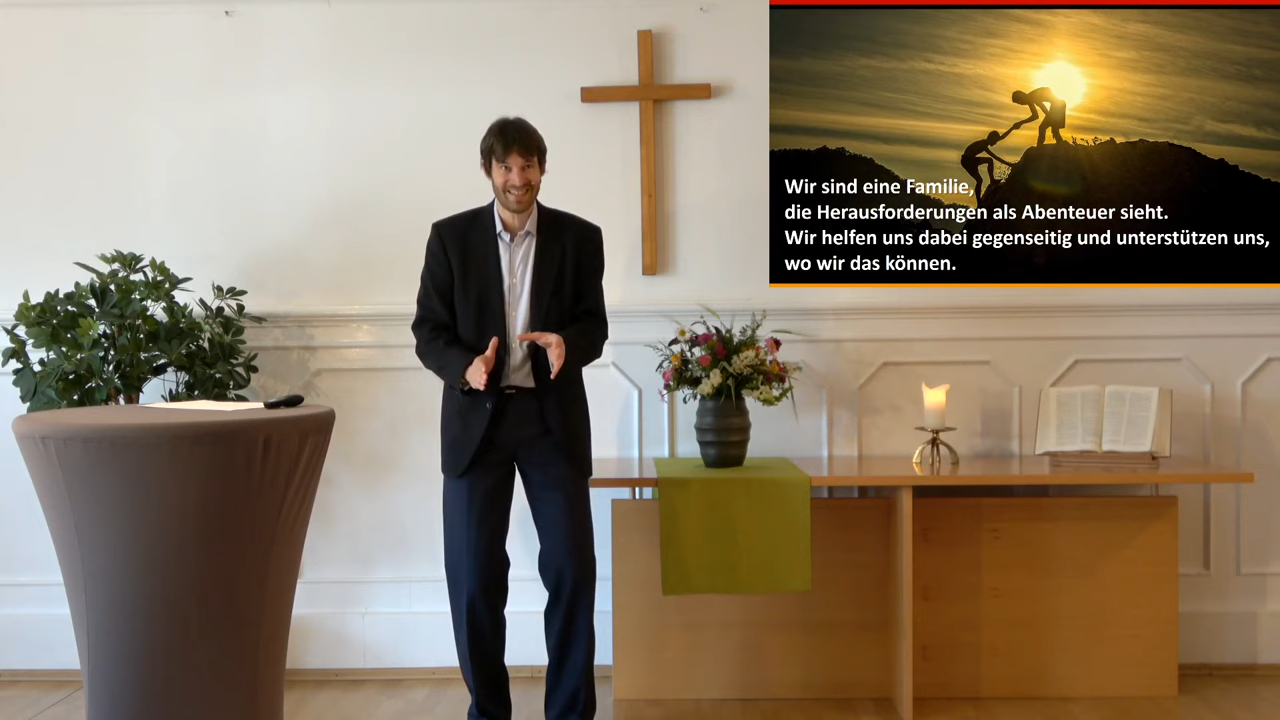 Wir sind eine Familie,
die Herausforderungen als Abenteuer sieht.
Wir helfen uns dabei gegenseitig und unterstützen uns,
wo wir das können.